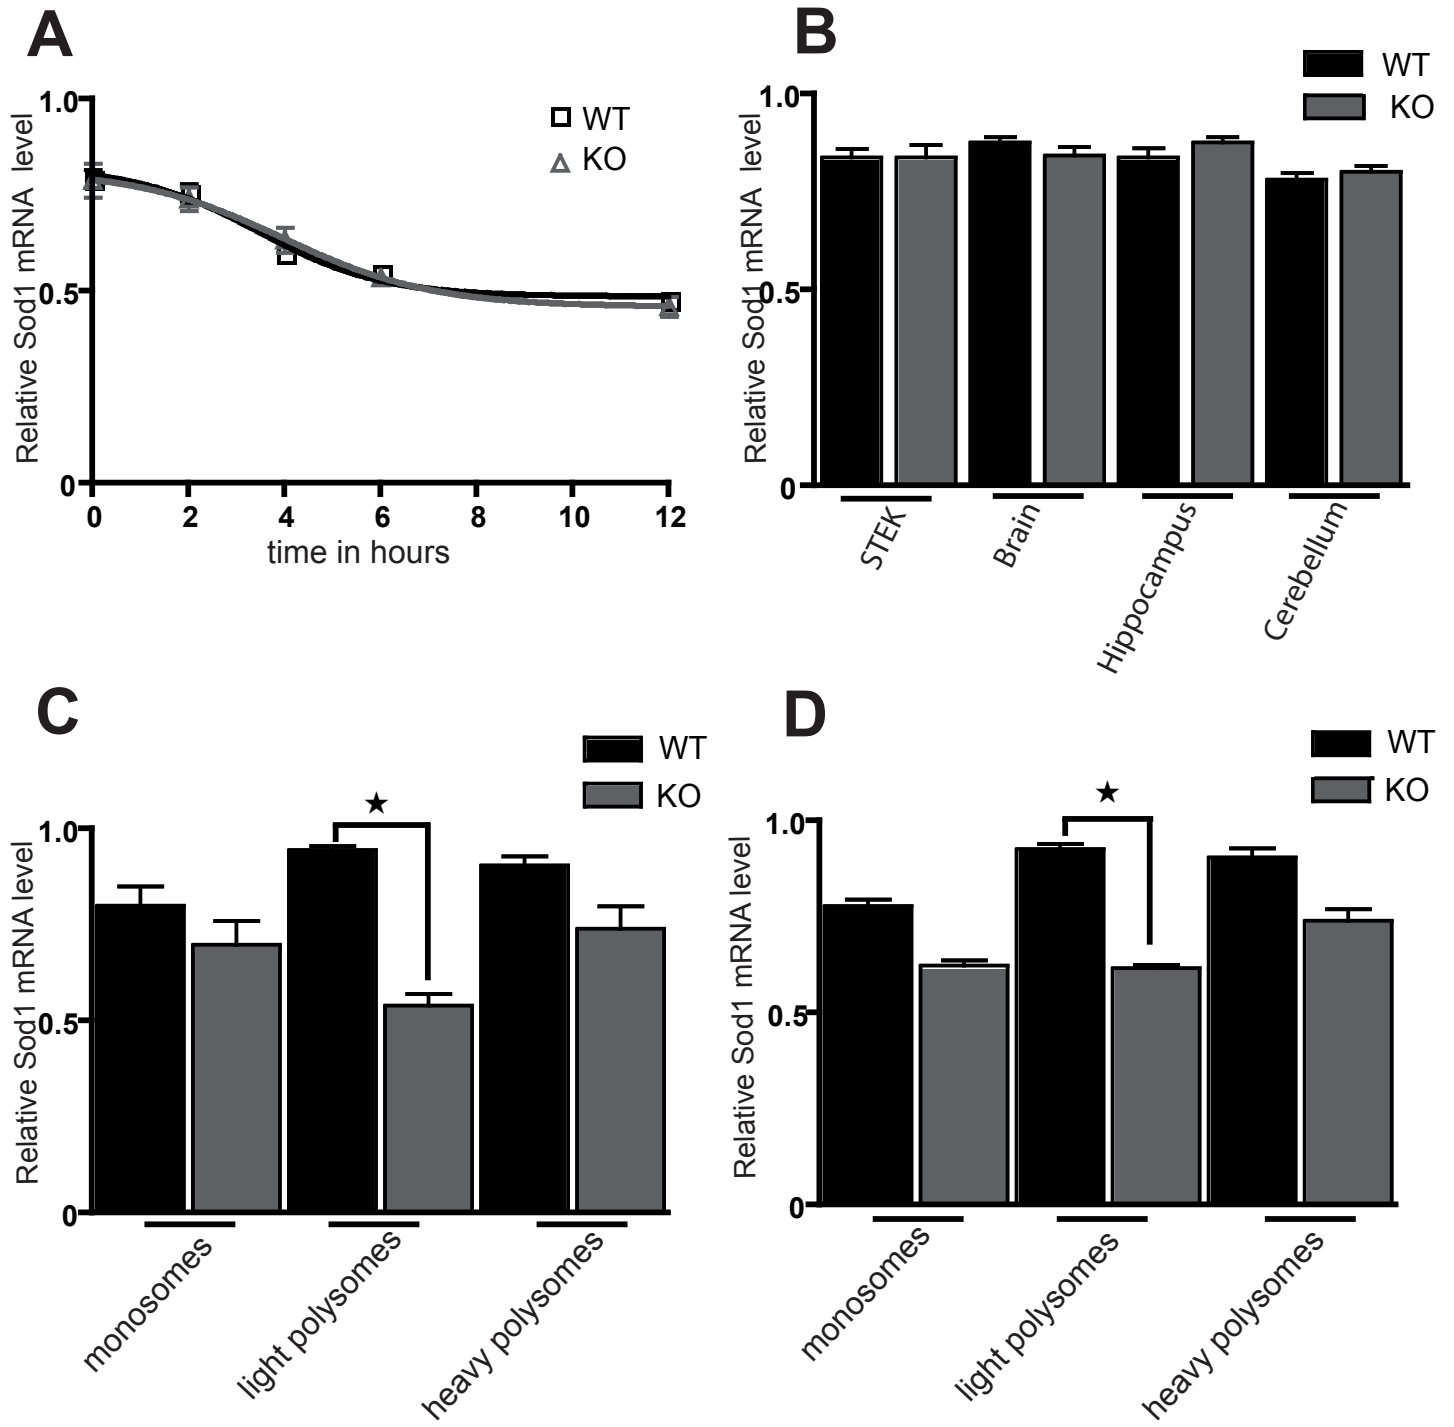 A
1.0
0.5
0
Relative Sod1 mRNA level
WT
KO
0 2 4 6 8 10 12
time in hours
B
1.0
0.5
0
Relative Sod1 mRNA level
WT
KO
STEK
Brain
Hippocampus
Cerebellum
C
1.0
0.5
0
Relative Sod1 mRNA level
WT
KO
★
monosomes
light polysomes
heavy polysomes
D
1.0
0.5
0
Relative Sod1 mRNA level
WT
KO
★
monosomes
light polysomes
heavy polysomes